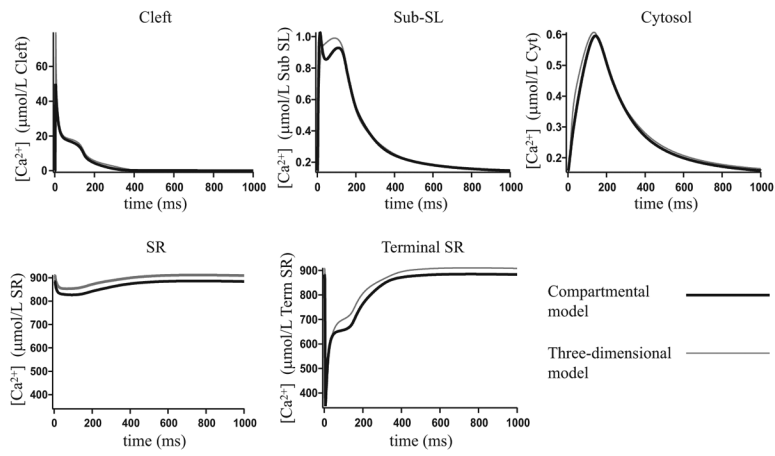 Cleft
[Ca²⁺] (μmol/L Cleft)
60
40
20
0
0 200 400 600 800 1000
time (ms)
Sub-SL
[Ca²⁺] (μmol/L Sub SL)
1.0
0.8
0.6
0.4
0.2
0 200 400 600 800 1000
time (ms)
Cytosol
[Ca²⁺] (μmol/L Cyt)
0.6
0.5
0.4
0.3
0.2
0 200 400 600 800 1000
time (ms)
SR
[Ca²⁺] (μmol/L SR)
900
800
700
600
500
400
0 200 400 600 800 1000
time (ms)
Terminal SR
[Ca²⁺] (μmol/L Term SR)
900
800
700
600
500
400
0 200 400 600 800 1000
time (ms)
Compartmental
model
Three-dimensional
model